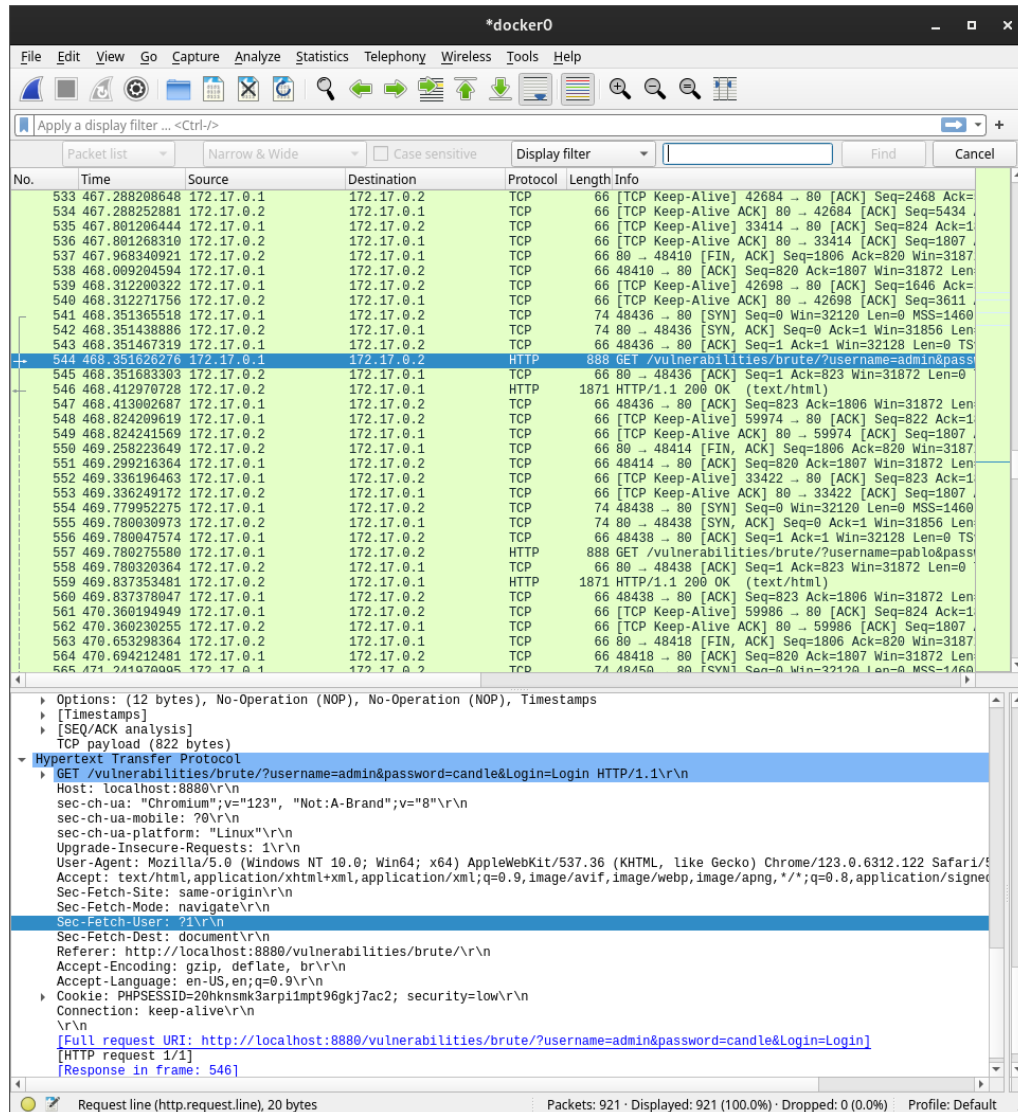 *docker0
File Edit View Go Capture Analyze Statistics Telephony Wireless Tools Help
Apply a display filter ... <Ctrl-/>
Packet list Narrow & Wide Case sensitive Display filter Find Cancel
No. Time Source Destination Protocol Length Info
533 467.288208648 172.17.0.1 172.17.0.2 TCP 66 [TCP Keep-Alive] 42684 → 80 [ACK] Seq=2468 Ack=
534 467.288252881 172.17.0.2 172.17.0.1 TCP 66 [TCP Keep-Alive ACK] 80 → 42684 [ACK] Seq=5434
535 467.801206444 172.17.0.1 172.17.0.2 TCP 66 [TCP Keep-Alive] 33414 → 80 [ACK] Seq=824 Ack=1
536 467.801268310 172.17.0.2 172.17.0.1 TCP 66 [TCP Keep-Alive ACK] 80 → 33414 [ACK] Seq=1807
537 467.968340921 172.17.0.2 172.17.0.1 TCP 66 80 → 48410 [FIN, ACK] Seq=1806 Ack=820 Win=3187
538 468.009204594 172.17.0.1 172.17.0.2 TCP 66 48410 → 80 [ACK] Seq=820 Ack=1807 Win=31872 Len
539 468.312200322 172.17.0.1 172.17.0.2 TCP 66 [TCP Keep-Alive] 42698 → 80 [ACK] Seq=1646 Ack=
540 468.312271756 172.17.0.2 172.17.0.1 TCP 66 [TCP Keep-Alive ACK] 80 → 42698 [ACK] Seq=3611
541 468.351365518 172.17.0.1 172.17.0.2 TCP 74 48436 → 80 [SYN] Seq=0 Win=32120 Len=0 MSS=1460
542 468.351438886 172.17.0.2 172.17.0.1 TCP 74 80 → 48436 [SYN, ACK] Seq=0 Ack=1 Win=31856 Len
543 468.351467319 172.17.0.1 172.17.0.2 TCP 66 48436 → 80 [ACK] Seq=1 Ack=1 Win=32128 Len=0 TS
544 468.351626276 172.17.0.1 172.17.0.2 HTTP 888 GET /vulnerabilities/brute/?username=admin&pass
545 468.351683303 172.17.0.2 172.17.0.1 TCP 66 80 → 48436 [ACK] Seq=1 Ack=823 Win=31872 Len=0
546 468.412970728 172.17.0.2 172.17.0.1 HTTP 1871 HTTP/1.1 200 OK (text/html)
547 468.413002687 172.17.0.1 172.17.0.2 TCP 66 48436 → 80 [ACK] Seq=823 Ack=1806 Win=31872 Len
548 468.824209619 172.17.0.1 172.17.0.2 TCP 66 [TCP Keep-Alive] 59974 → 80 [ACK] Seq=822 Ack=1
549 468.824241569 172.17.0.2 172.17.0.1 TCP 66 [TCP Keep-Alive ACK] 80 → 59974 [ACK] Seq=1807
550 469.258223649 172.17.0.2 172.17.0.1 TCP 66 80 → 48414 [FIN, ACK] Seq=1806 Ack=820 Win=3187
551 469.299216364 172.17.0.1 172.17.0.2 TCP 66 48414 → 80 [ACK] Seq=820 Ack=1807 Win=31872 Len
552 469.336196463 172.17.0.1 172.17.0.2 TCP 66 [TCP Keep-Alive] 33422 → 80 [ACK] Seq=823 Ack=1
553 469.336249172 172.17.0.2 172.17.0.1 TCP 66 [TCP Keep-Alive ACK] 80 → 33422 [ACK] Seq=1807
554 469.779952275 172.17.0.1 172.17.0.2 TCP 74 48438 → 80 [SYN] Seq=0 Win=32120 Len=0 MSS=1460
555 469.780030973 172.17.0.2 172.17.0.1 TCP 74 80 → 48438 [SYN, ACK] Seq=0 Ack=1 Win=31856 Len
556 469.780047574 172.17.0.1 172.17.0.2 TCP 66 48438 → 80 [ACK] Seq=1 Ack=1 Win=32128 Len=0 TS
557 469.780275580 172.17.0.1 172.17.0.2 HTTP 888 GET /vulnerabilities/brute/?username=pablo&pass
558 469.780320364 172.17.0.2 172.17.0.1 TCP 66 80 → 48438 [ACK] Seq=1 Ack=823 Win=31872 Len=0
559 469.837353481 172.17.0.2 172.17.0.1 HTTP 1871 HTTP/1.1 200 OK (text/html)
560 469.837378047 172.17.0.1 172.17.0.2 TCP 66 48438 → 80 [ACK] Seq=823 Ack=1806 Win=31872 Len
561 470.360194949 172.17.0.1 172.17.0.2 TCP 66 [TCP Keep-Alive] 59986 → 80 [ACK] Seq=824 Ack=1
562 470.360230255 172.17.0.2 172.17.0.1 TCP 66 [TCP Keep-Alive ACK] 80 → 59986 [ACK] Seq=1807
563 470.653298364 172.17.0.2 172.17.0.1 TCP 66 80 → 48418 [FIN, ACK] Seq=1806 Ack=820 Win=3187
564 470.694212481 172.17.0.1 172.17.0.2 TCP 66 48418 → 80 [ACK] Seq=820 Ack=1807 Win=31872 Len
565 471.241970995 172.17.0.1 172.17.0.2 TCP 74 48450 → 80 [SYN] Seq=0 Win=32120 Len=0 MSS=1460
Options: (12 bytes), No-Operation (NOP), No-Operation (NOP), Timestamps
[Timestamps]
[SEQ/ACK analysis]
TCP payload (822 bytes)
Hypertext Transfer Protocol
GET /vulnerabilities/brute/?username=admin&password=candle&Login=Login HTTP/1.1\r\n
Host: localhost:8880\r\n
sec-ch-ua: "Chromium";v="123", "Not:A-Brand";v="8"\r\n
sec-ch-ua-mobile: ?0\r\n
sec-ch-ua-platform: "Linux"\r\n
Upgrade-Insecure-Requests: 1\r\n
User-Agent: Mozilla/5.0 (Windows NT 10.0; Win64; x64) AppleWebKit/537.36 (KHTML, like Gecko) Chrome/123.0.6312.122 Safari/5
Accept: text/html,application/xhtml+xml,application/xml;q=0.9,image/avif,image/webp,image/apng,*/*;q=0.8,application/signed
Sec-Fetch-Site: same-origin\r\n
Sec-Fetch-Mode: navigate\r\n
Sec-Fetch-User: ?1\r\n
Sec-Fetch-Dest: document\r\n
Referer: http://localhost:8880/vulnerabilities/brute/\r\n
Accept-Encoding: gzip, deflate, br\r\n
Accept-Language: en-US,en;q=0.9\r\n
Cookie: PHPSESSID=20hknsmk3arpi1mpt96gkj7ac2; security=low\r\n
Connection: keep-alive\r\n
\r\n
[Full request URI: http://localhost:8880/vulnerabilities/brute/?username=admin&password=candle&Login=Login]
[HTTP request 1/1]
[Response in frame: 546]
Request line (http.request.line), 20 bytes Packets: 921 · Displayed: 921 (100.0%) · Dropped: 0 (0.0%) Profile: Default